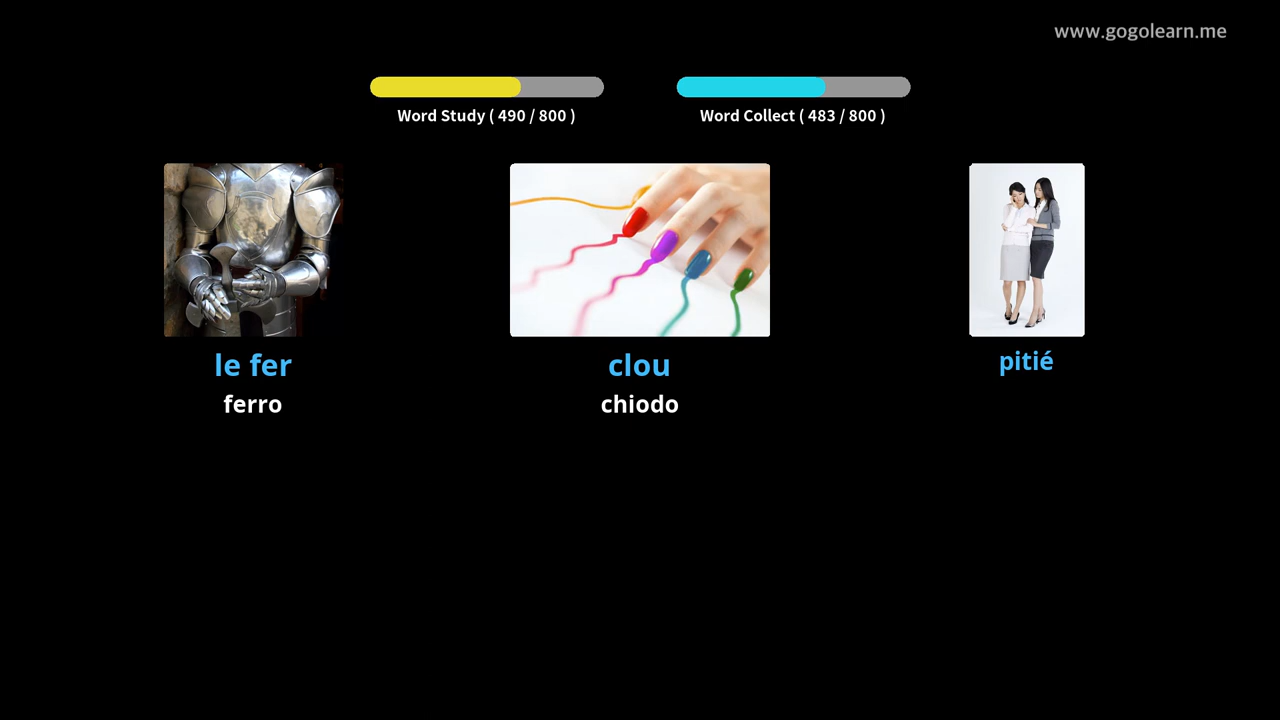 www.gogolearn.me
Word Study ( 490 / 800 )
Word Collect ( 483 / 800 )
le fer
clou
pitié
ferro
chiodo